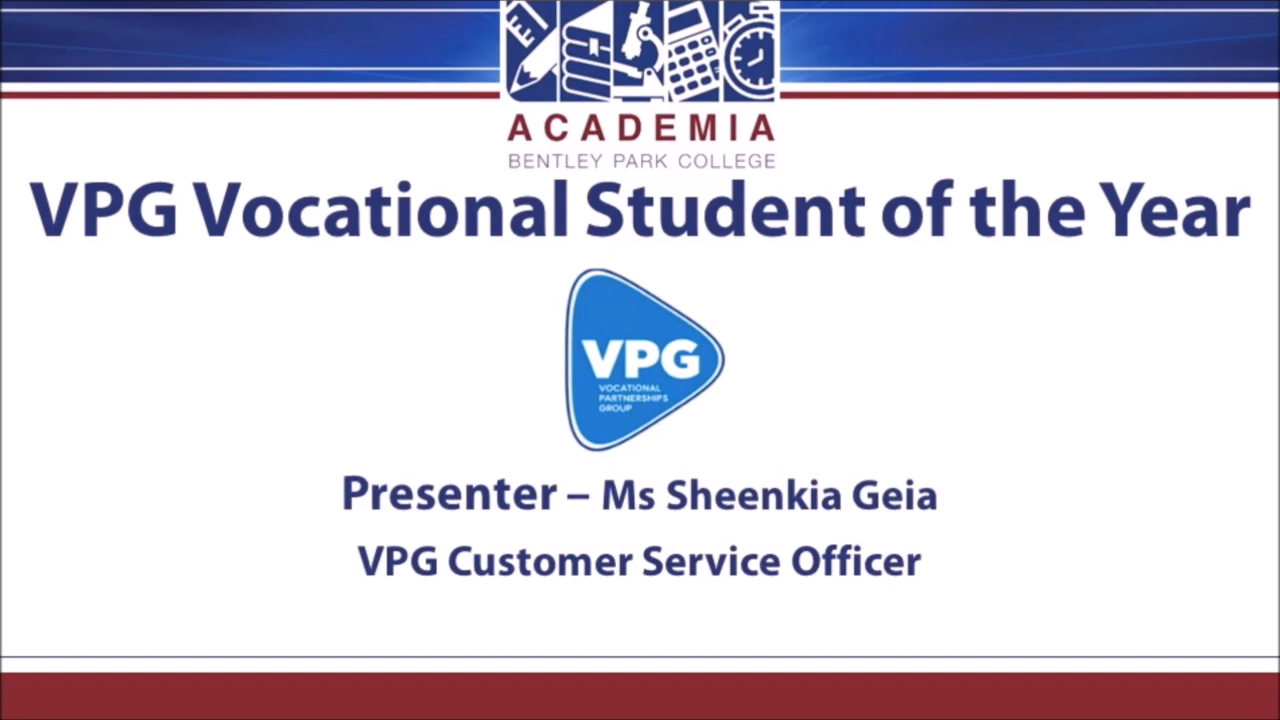 ACADEMIA
BENTLEY PARK COLLEGE
VPG Vocational Student of the Year
VPG
VOCATIONAL
PARTNERSHIPS
GROUP
Presenter – Ms Sheenkia Geia
VPG Customer Service Officer